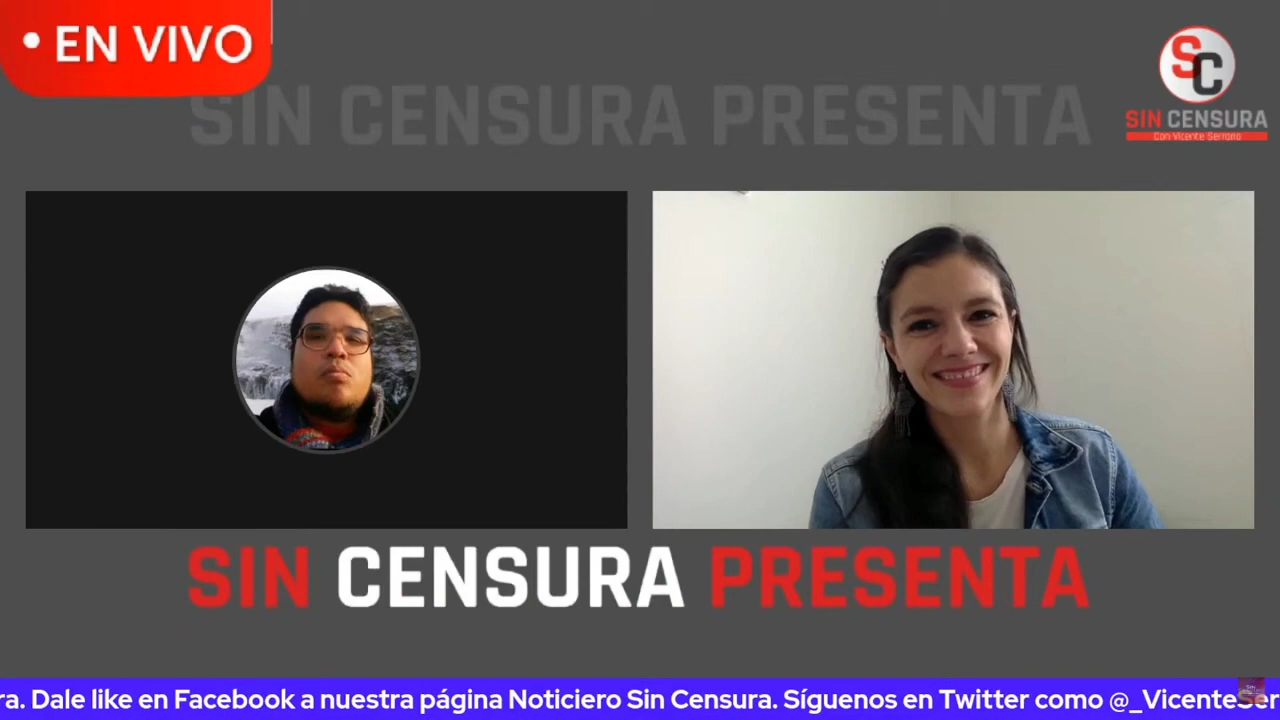 • EN VIVO
SIN CENSURA PRESENTA
SC
SIN CENSURA
Con Vicente Serrano
SIN CENSURA PRESENTA
ra. Dale like en Facebook a nuestra página Noticiero Sin Censura. Síguenos en Twitter como @_VicenteSer